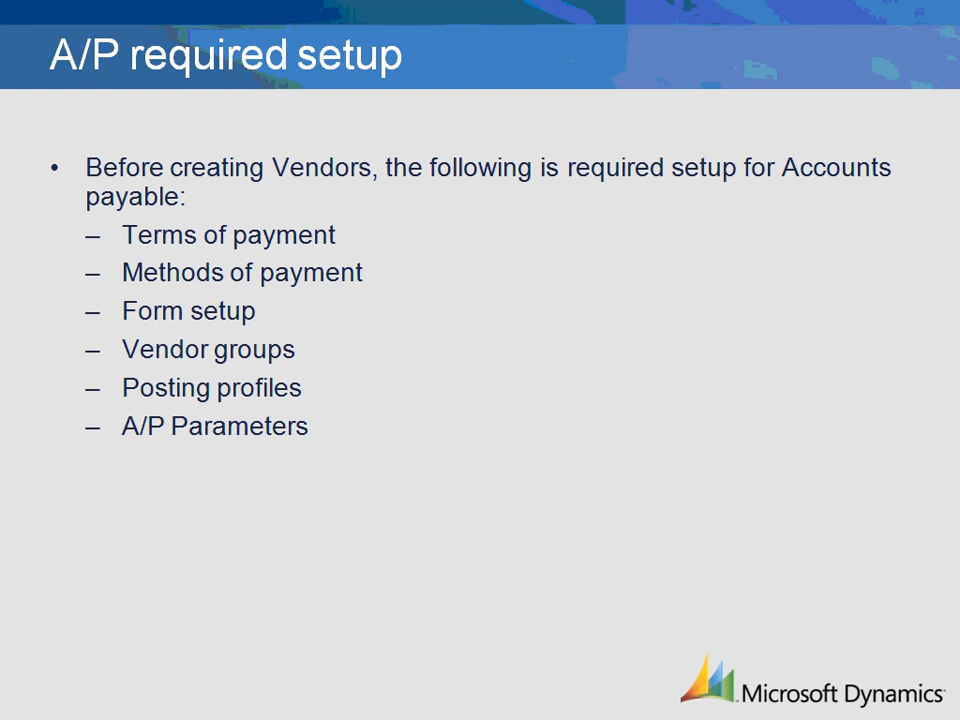 A/P required setup
• Before creating Vendors, the following is required setup for Accounts
payable:
– Terms of payment
– Methods of payment
– Form setup
– Vendor groups
– Posting profiles
– A/P Parameters
Microsoft Dynamics